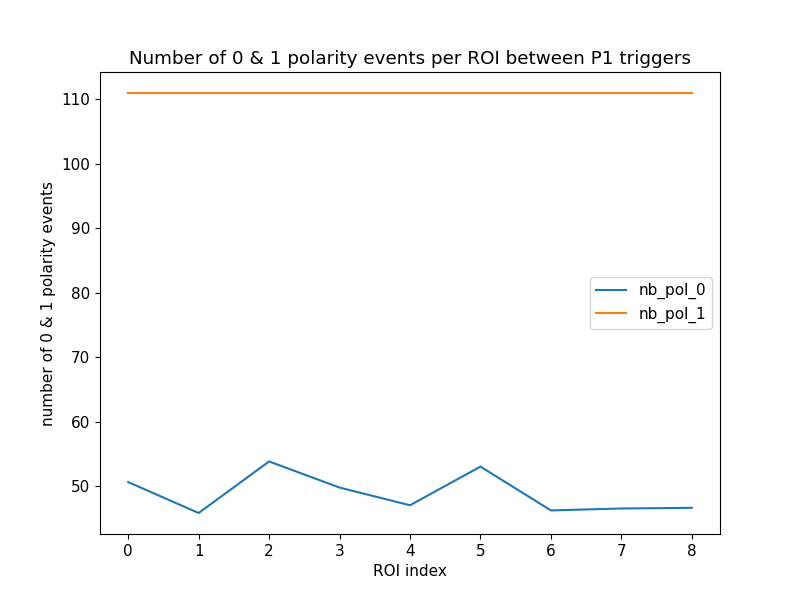 Number of 0 & 1 polarity events per ROI between P1 triggers
110
100
90
80
70
60
50
number of 0 & 1 polarity events
nb_pol_0
nb_pol_1
0 1 2 3 4 5 6 7 8
ROI index